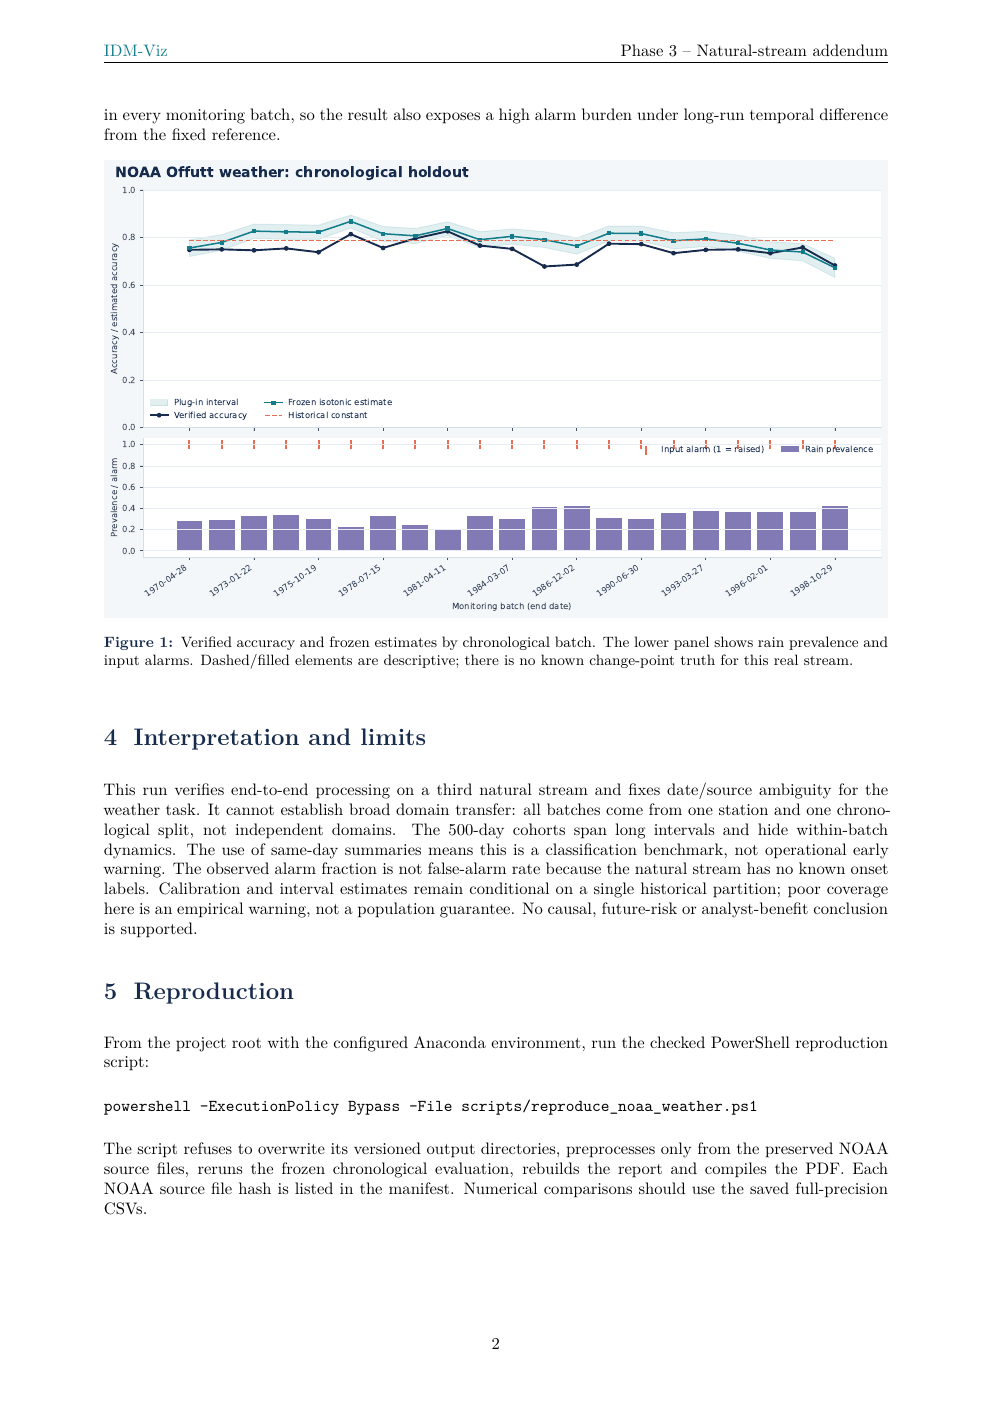 IDM-Viz
Phase 3 – Natural-stream addendum
in every monitoring batch, so the result also exposes a high alarm burden under long-run temporal difference
from the fixed reference.
NOAA Offutt weather: chronological holdout
1.0
0.8
0.6
0.4
0.2
0.0
Accuracy / estimated accuracy
Plug-in interval
Verified accuracy
Frozen isotonic estimate
Historical constant
1.0
0.8
0.6
0.4
0.2
0.0
Prevalence / alarm
Input alarm (1 = raised)
Rain prevalence
1970-04-28
1973-01-22
1975-10-19
1978-07-15
1981-04-11
1984-03-07
1986-12-02
1990-06-30
1993-03-27
1996-02-01
1998-10-29
Monitoring batch (end date)
Figure 1: Verified accuracy and frozen estimates by chronological batch. The lower panel shows rain prevalence and
input alarms. Dashed/filled elements are descriptive; there is no known change-point truth for this real stream.
4 Interpretation and limits
This run verifies end-to-end processing on a third natural stream and fixes date/source ambiguity for the
weather task. It cannot establish broad domain transfer: all batches come from one station and one chrono-
logical split, not independent domains. The 500-day cohorts span long intervals and hide within-batch
dynamics. The use of same-day summaries means this is a classification benchmark, not operational early
warning. The observed alarm fraction is not false-alarm rate because the natural stream has no known onset
labels. Calibration and interval estimates remain conditional on a single historical partition; poor coverage
here is an empirical warning, not a population guarantee. No causal, future-risk or analyst-benefit conclusion
is supported.
5 Reproduction
From the project root with the configured Anaconda environment, run the checked PowerShell reproduction
script:
powershell -ExecutionPolicy Bypass -File scripts/reproduce_noaa_weather.ps1
The script refuses to overwrite its versioned output directories, preprocesses only from the preserved NOAA
source files, reruns the frozen chronological evaluation, rebuilds the report and compiles the PDF. Each
NOAA source file hash is listed in the manifest. Numerical comparisons should use the saved full-precision
CSVs.
2